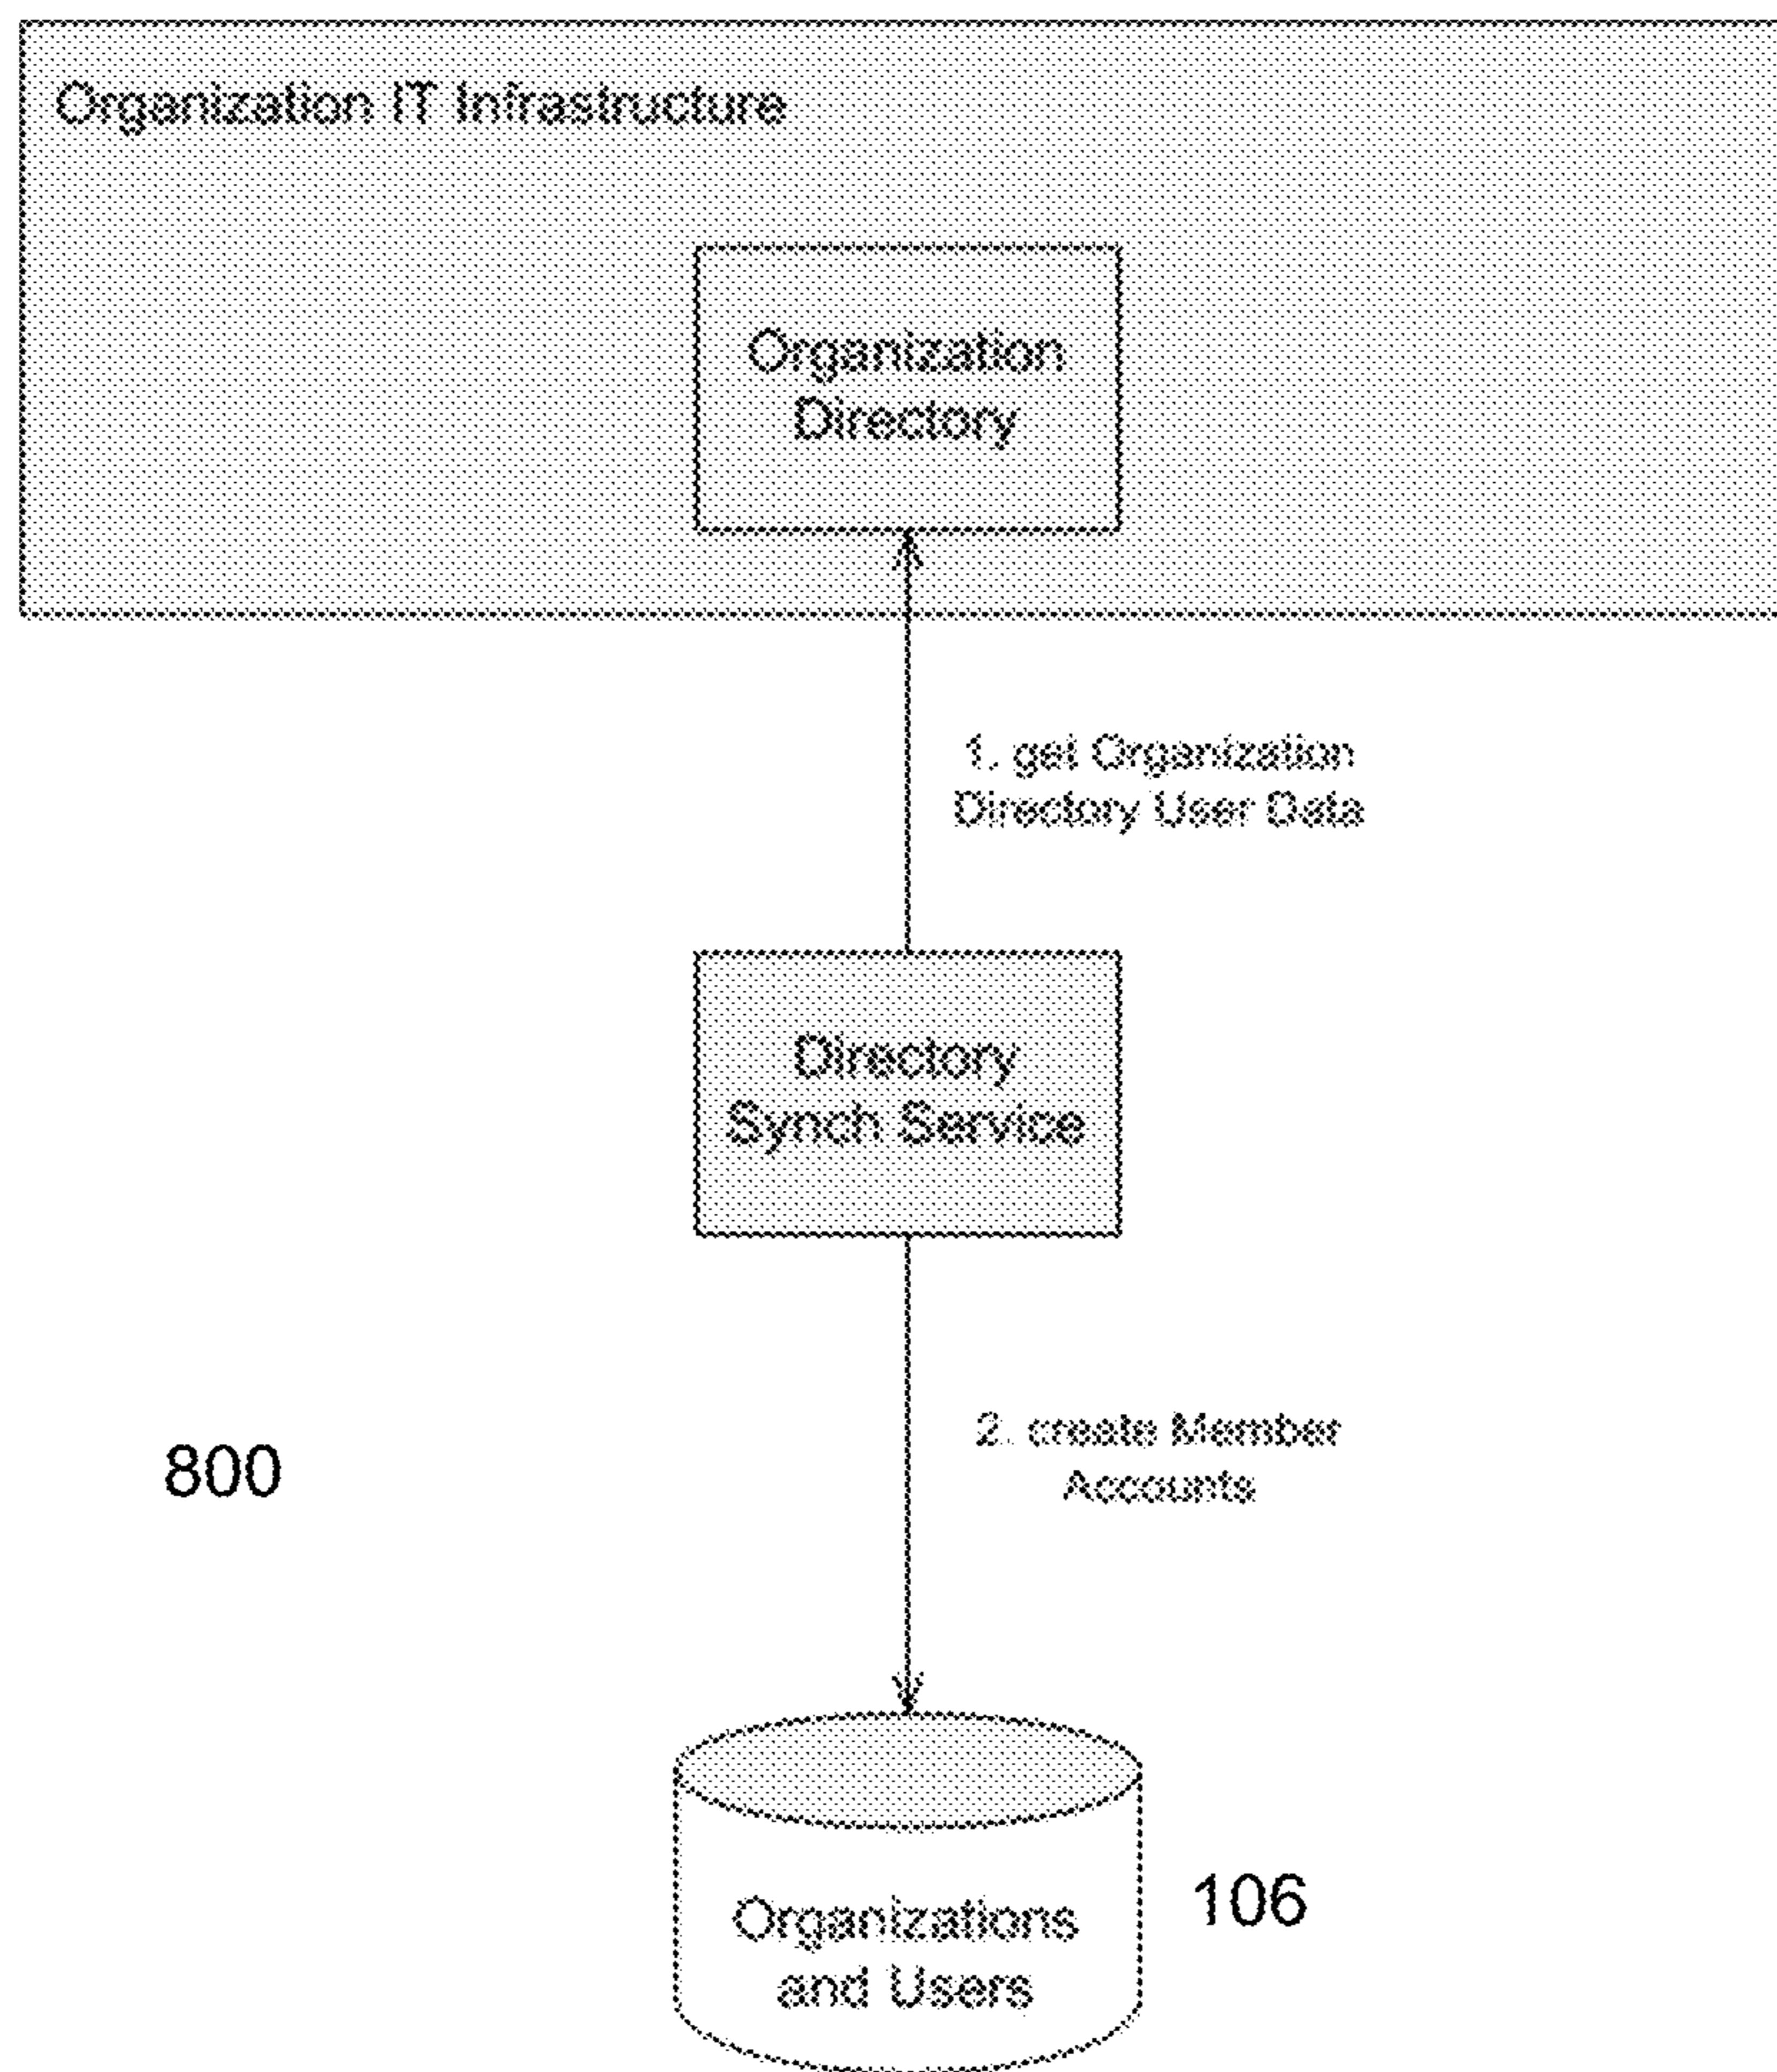 Organization IT Infrastructure
Organization
Directory
1. get Organization
Directory User Data
Directory
Synch Service
2. create Member
Accounts
800
106
Organizations
and Users